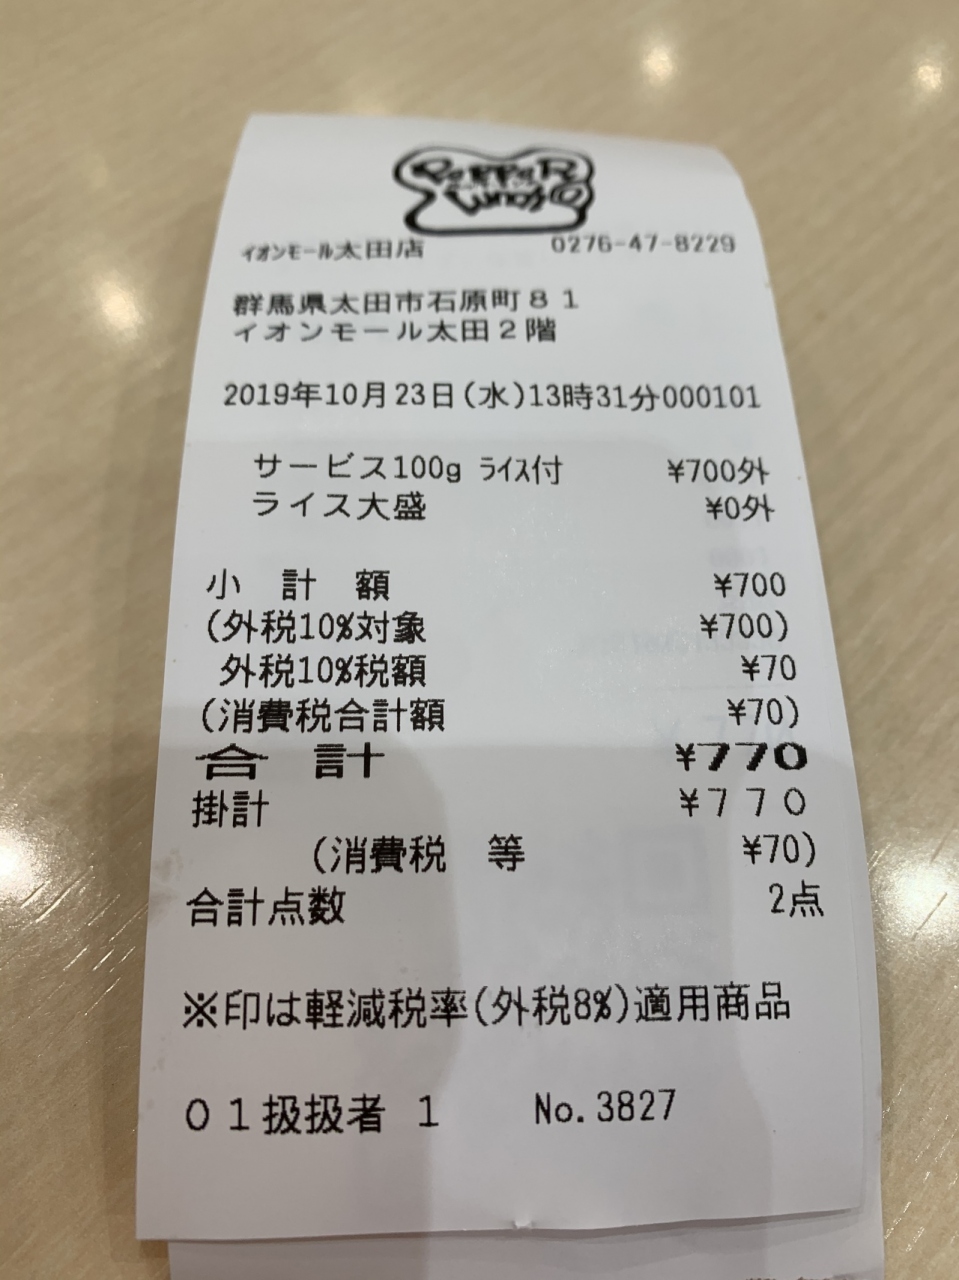 PePPeR Lunch
イオンモール太田店 0276-47-8229
群馬県太田市石原町81
イオンモール太田2階
2019年10月23日(水)13時31分000101
サービス100g ライス付 ¥700外
ライス大盛 ¥0外
小計額 ¥700
(外税10%対象 ¥700)
外税10%税額 ¥70
(消費税合計額 ¥70)
合計 ¥770
掛計 ¥770
(消費税 等 ¥70)
合計点数 2点
※印は軽減税率(外税8%)適用商品
01扱扱者 1 No.3827